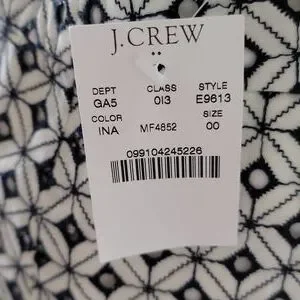 J.CREW
DEPT CLASS STYLE
GA5 013 E9613
COLOR SIZE
INA MF4852 00
099104245226